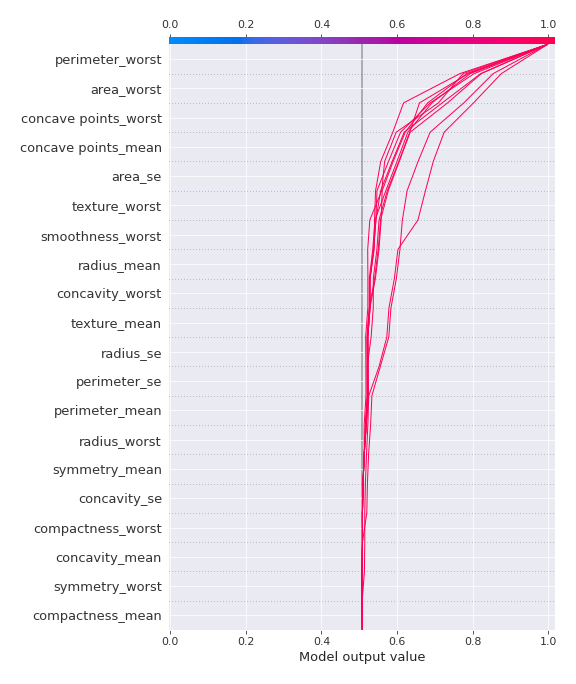 0.0 0.2 0.4 0.6 0.8 1.0
perimeter_worst
area_worst
concave points_worst
concave points_mean
area_se
texture_worst
smoothness_worst
radius_mean
concavity_worst
texture_mean
radius_se
perimeter_se
perimeter_mean
radius_worst
symmetry_mean
concavity_se
compactness_worst
concavity_mean
symmetry_worst
compactness_mean
0.0 0.2 0.4 0.6 0.8 1.0
Model output value